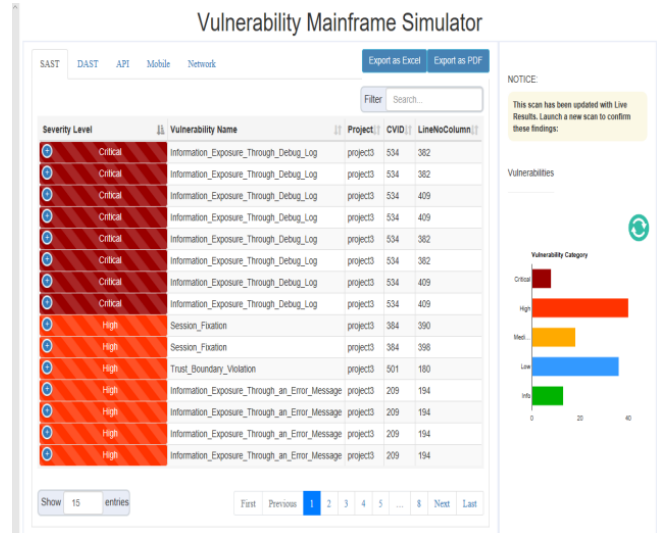 Vulnerability Mainframe Simulator
SAST DAST API Mobile Network Export as Excel Export as PDF
Filter Search...
Severity Level Vulnerability Name Project CVID LineNoColumn
Critical Information_Exposure_Through_Debug_Log project3 534 382
Critical Information_Exposure_Through_Debug_Log project3 534 382
Critical Information_Exposure_Through_Debug_Log project3 534 409
Critical Information_Exposure_Through_Debug_Log project3 534 409
Critical Information_Exposure_Through_Debug_Log project3 534 382
Critical Information_Exposure_Through_Debug_Log project3 534 382
Critical Information_Exposure_Through_Debug_Log project3 534 409
Critical Information_Exposure_Through_Debug_Log project3 534 409
High Session_Fixation project3 384 390
High Session_Fixation project3 384 398
High Trust_Boundary_Violation project3 501 180
High Information_Exposure_Through_an_Error_Message project3 209 194
High Information_Exposure_Through_an_Error_Message project3 209 194
High Information_Exposure_Through_an_Error_Message project3 209 194
High Information_Exposure_Through_an_Error_Message project3 209 194
Show 15 entries First Previous 1 2 3 4 5 ... 8 Next Last
NOTICE:
This scan has been updated with Live
Results. Launch a new scan to confirm
these findings:
Vulnerabilities
Vulnerability Category
Critical
High
Med...
Low
Info
0 20 40